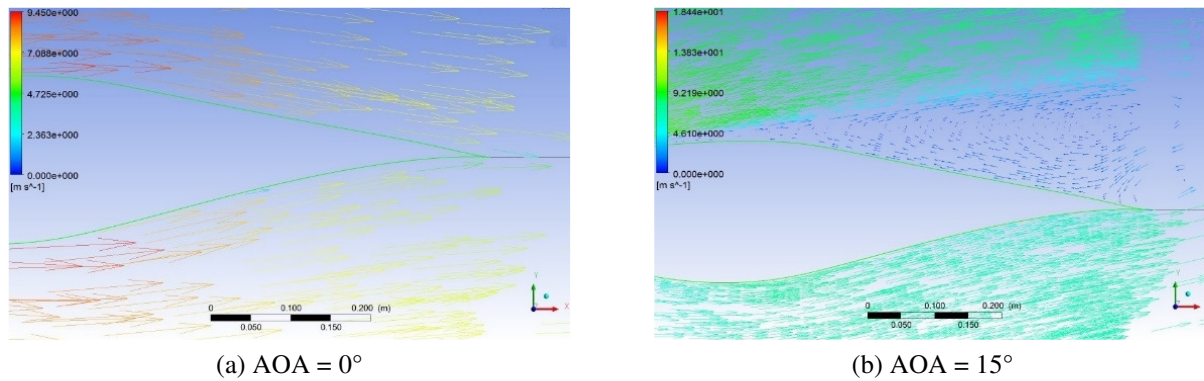 9.450e+000
7.088e+000
4.725e+000
2.363e+000
0.000e+000
[m s^-1]
0 0.100 0.200 (m)
0.050 0.150
Y
X
(a) AOA = 0°
1.844e+001
1.383e+001
9.219e+000
4.610e+000
0.000e+000
[m s^-1]
0 0.100 0.200 (m)
0.050 0.150
Y
X
(b) AOA = 15°